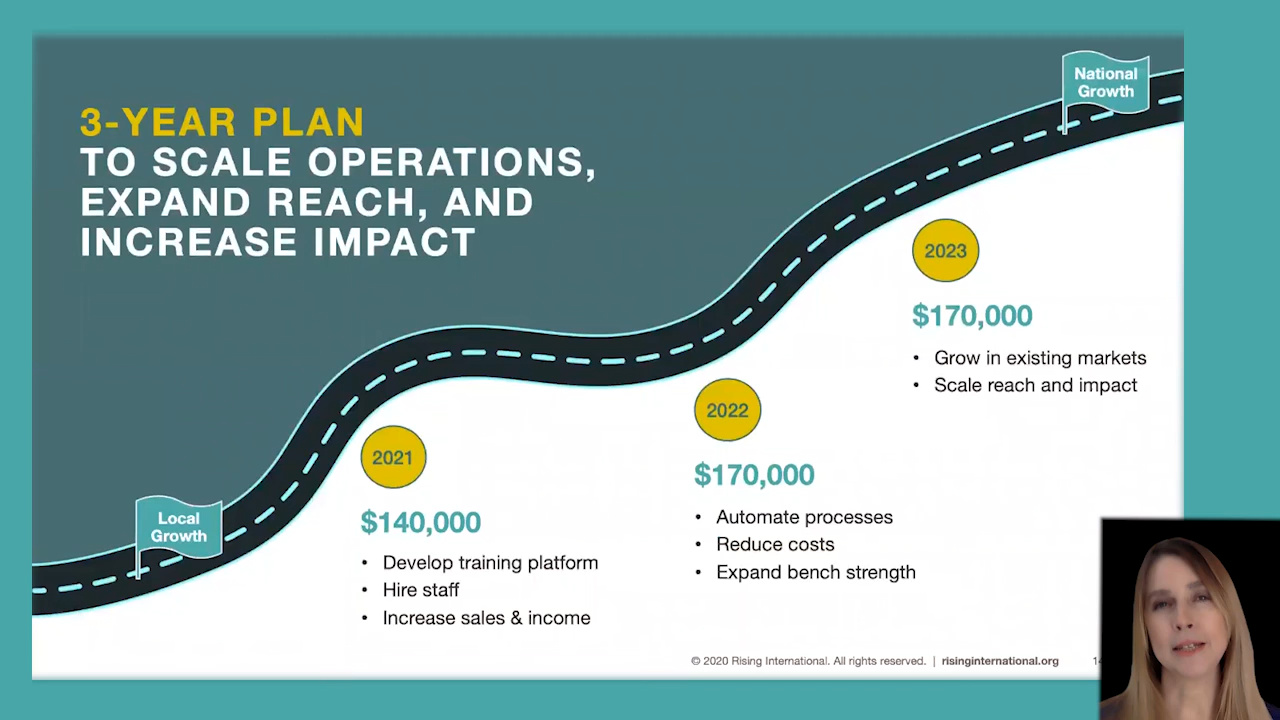 3-YEAR PLAN
TO SCALE OPERATIONS,
EXPAND REACH, AND
INCREASE IMPACT
National
Growth
2023
$170,000
• Grow in existing markets
• Scale reach and impact
2022
$170,000
• Automate processes
• Reduce costs
• Expand bench strength
2021
$140,000
• Develop training platform
• Hire staff
• Increase sales & income
Local
Growth
© 2020 Rising International. All rights reserved. | risinginternational.org